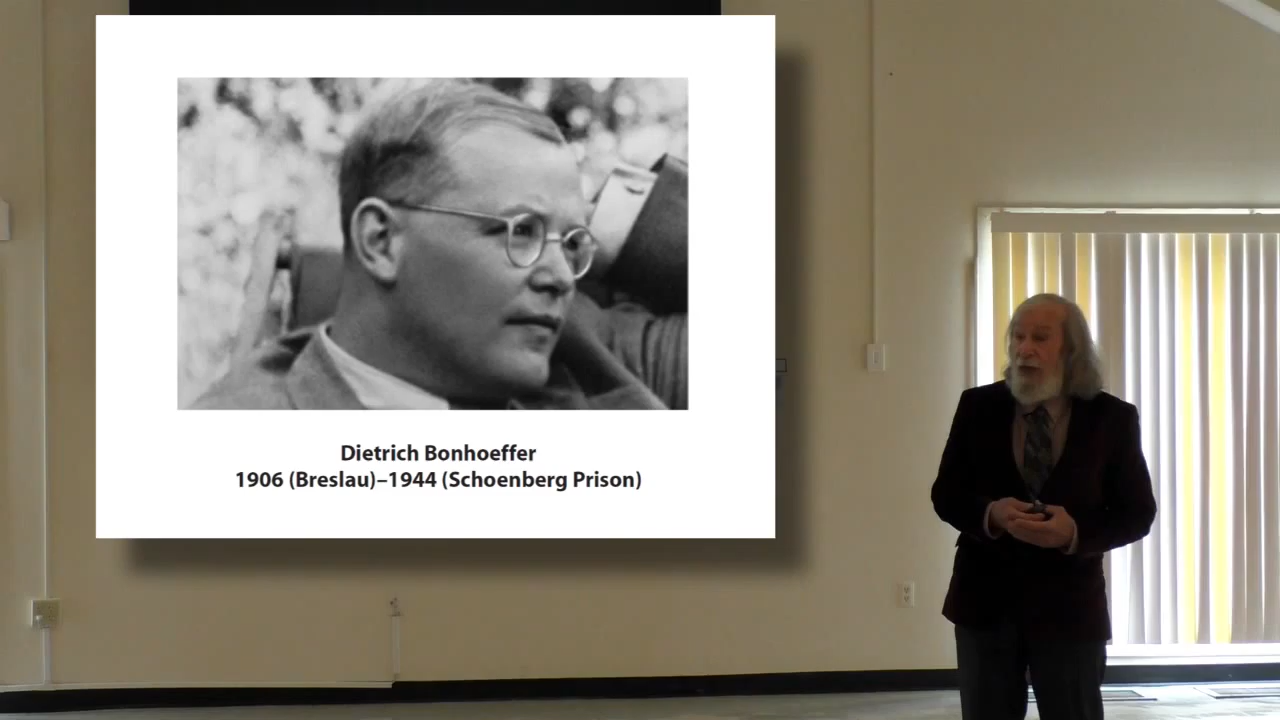 Dietrich Bonhoeffer
1906 (Breslau)–1944 (Schoenberg Prison)